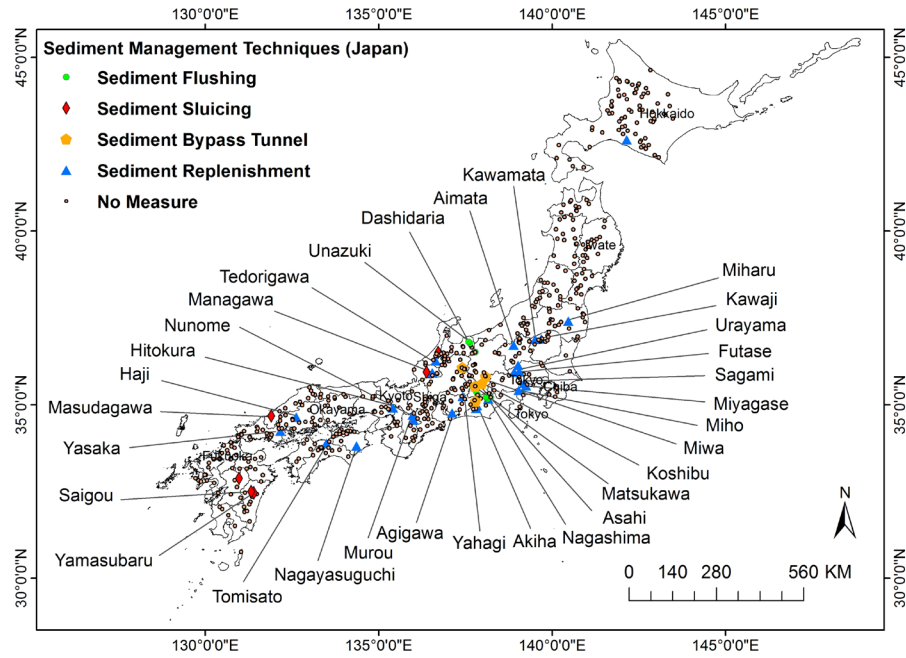 130°0'0"E 135°0'0"E 140°0'0"E 145°0'0"E
Sediment Management Techniques (Japan)
Sediment Flushing
Sediment Sluicing
Sediment Bypass Tunnel
Sediment Replenishment
No Measure
45°0'0"N 45°0'0"N
Hokkaido
Kawamata
Aimata
Dashidaria
40°0'0"N 40°0'0"N
Iwate
Unazuki
Tedorigawa
Managawa
Nunome
Hitokura
Haji
Masudagawa
Yasaka
Saigou
Yamasubaru
Miharu
Kawaji
Urayama
Futase
Sagami
Miyagase
Miho
Miwa
Koshibu
Matsukawa
Asahi
Nagashima
Akiha
Yahagi
Agigawa
Murou
Nagayasuguchi
Tomisato
Tokyo
Chiba
Kyoto
Shiga
Okayama
Tokyo
Fukuoka
35°0'0"N 35°0'0"N
N
30°0'0"N 30°0'0"N
0 140 280 560 KM
130°0'0"E 135°0'0"E 140°0'0"E 145°0'0"E